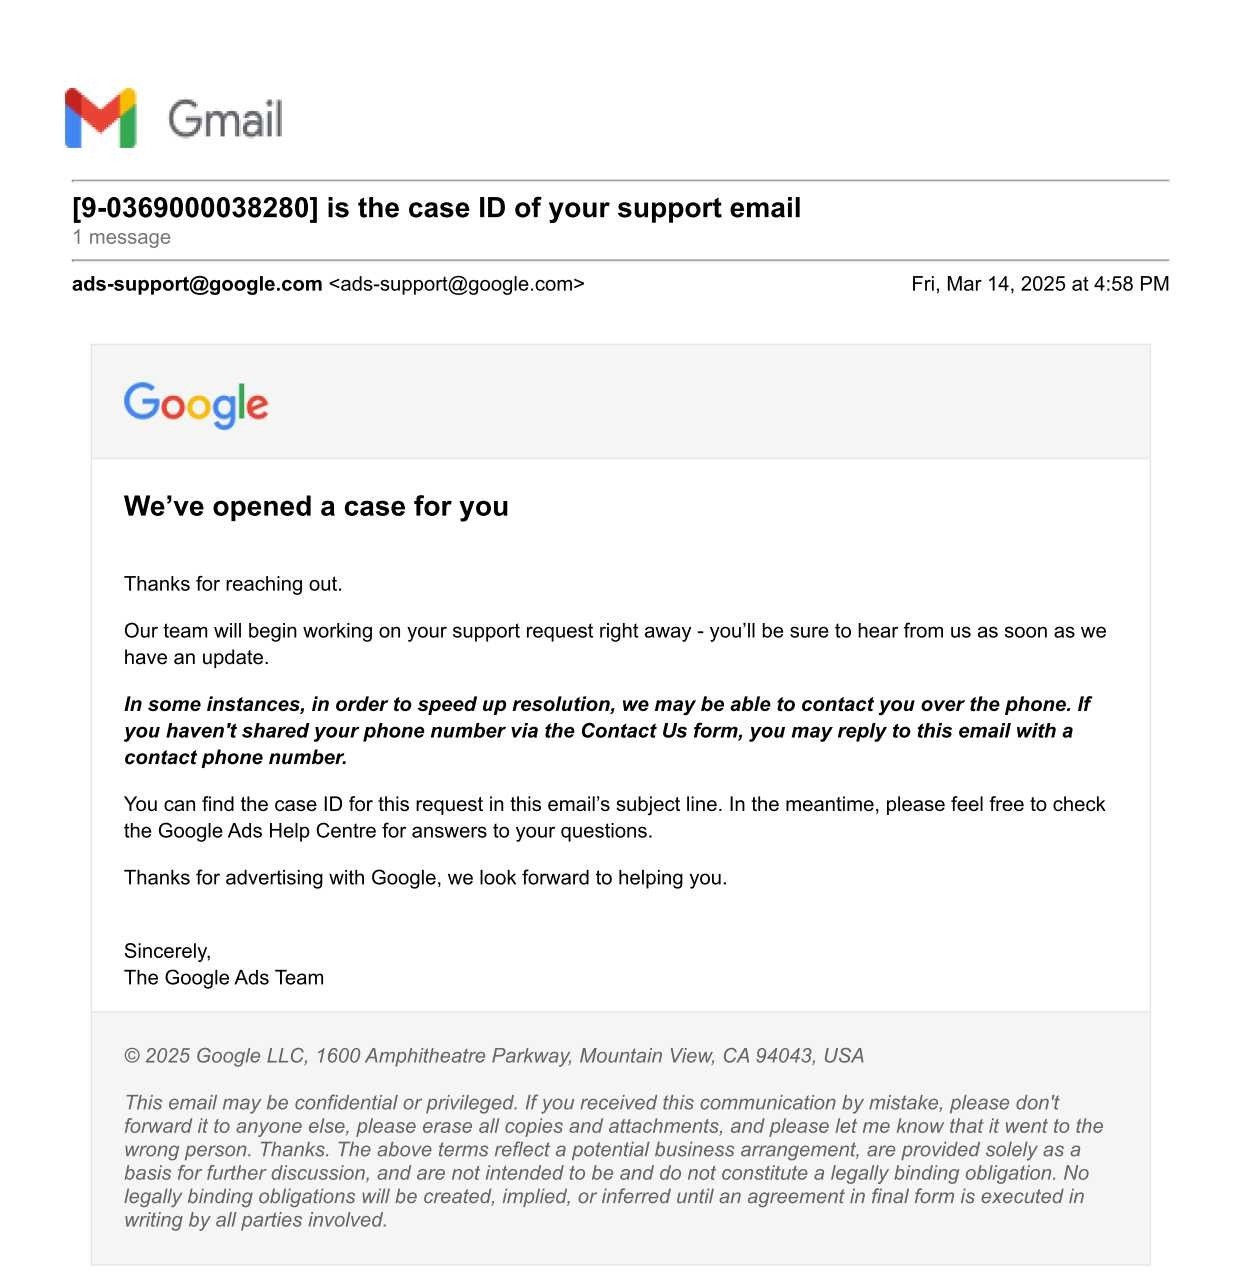 Gmail
[9-0369000038280] is the case ID of your support email
1 message
ads-support@google.com <ads-support@google.com> Fri, Mar 14, 2025 at 4:58 PM
Google
We’ve opened a case for you
Thanks for reaching out.
Our team will begin working on your support request right away - you’ll be sure to hear from us as soon as we
have an update.
In some instances, in order to speed up resolution, we may be able to contact you over the phone. If
you haven't shared your phone number via the Contact Us form, you may reply to this email with a
contact phone number.
You can find the case ID for this request in this email’s subject line. In the meantime, please feel free to check
the Google Ads Help Centre for answers to your questions.
Thanks for advertising with Google, we look forward to helping you.
Sincerely,
The Google Ads Team
© 2025 Google LLC, 1600 Amphitheatre Parkway, Mountain View, CA 94043, USA
This email may be confidential or privileged. If you received this communication by mistake, please don't
forward it to anyone else, please erase all copies and attachments, and please let me know that it went to the
wrong person. Thanks. The above terms reflect a potential business arrangement, are provided solely as a
basis for further discussion, and are not intended to be and do not constitute a legally binding obligation. No
legally binding obligations will be created, implied, or inferred until an agreement in final form is executed in
writing by all parties involved.